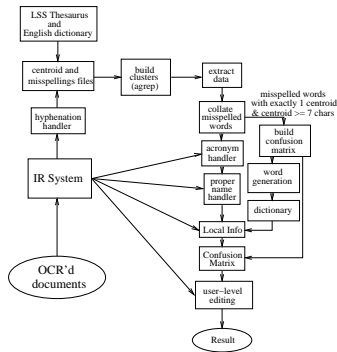 LSS Thesaurus
and
English dictionary
centroid and
misspellings files
build
clusters
(agrep)
extract
data
misspelled words
with exactly 1 centroid
& centroid >= 7 chars
collate
misspelled
words
hyphenation
handler
build
confusion
matrix
acronym
handler
word
generation
IR System
proper
name
handler
dictionary
Local Info
Confusion
Matrix
OCR'd
documents
user-level
editing
Result